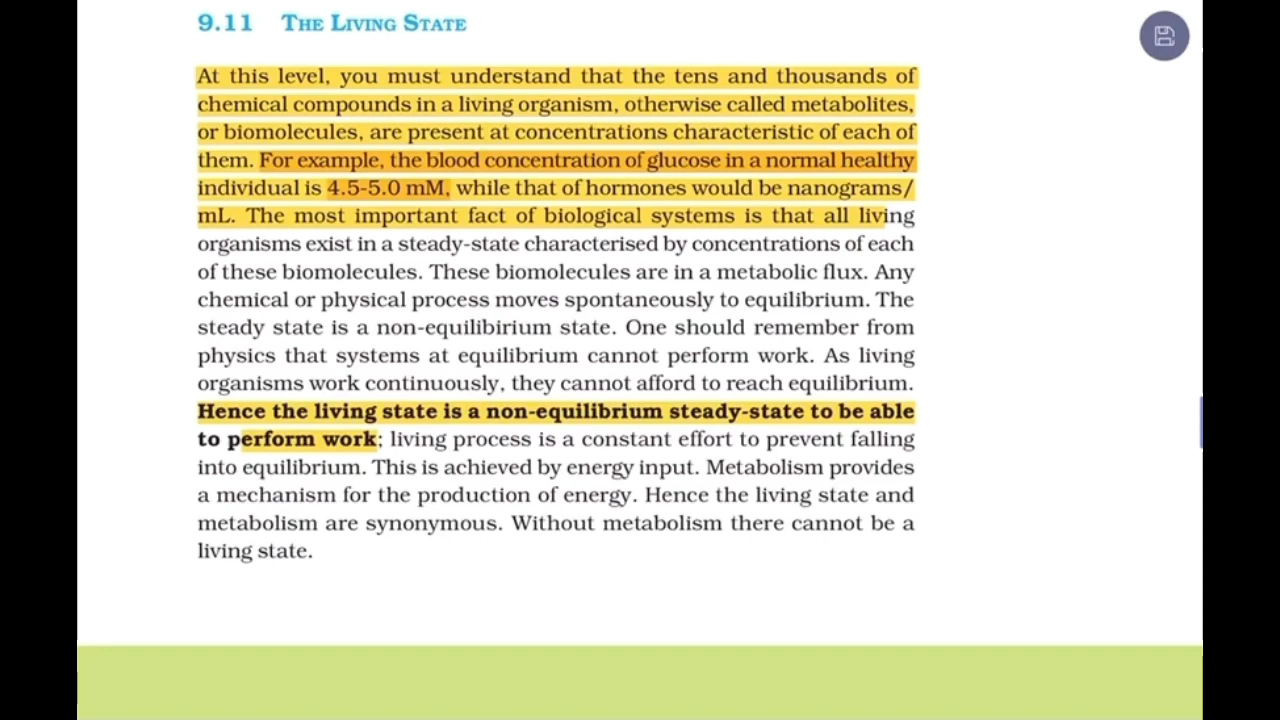 9.11 THE LIVING STATE
At this level, you must understand that the tens and thousands of
chemical compounds in a living organism, otherwise called metabolites,
or biomolecules, are present at concentrations characteristic of each of
them. For example, the blood concentration of glucose in a normal healthy
individual is 4.5-5.0 mM, while that of hormones would be nanograms/
mL. The most important fact of biological systems is that all living
organisms exist in a steady-state characterised by concentrations of each
of these biomolecules. These biomolecules are in a metabolic flux. Any
chemical or physical process moves spontaneously to equilibrium. The
steady state is a non-equilibirium state. One should remember from
physics that systems at equilibrium cannot perform work. As living
organisms work continuously, they cannot afford to reach equilibrium.
Hence the living state is a non-equilibrium steady-state to be able
to perform work; living process is a constant effort to prevent falling
into equilibrium. This is achieved by energy input. Metabolism provides
a mechanism for the production of energy. Hence the living state and
metabolism are synonymous. Without metabolism there cannot be a
living state.